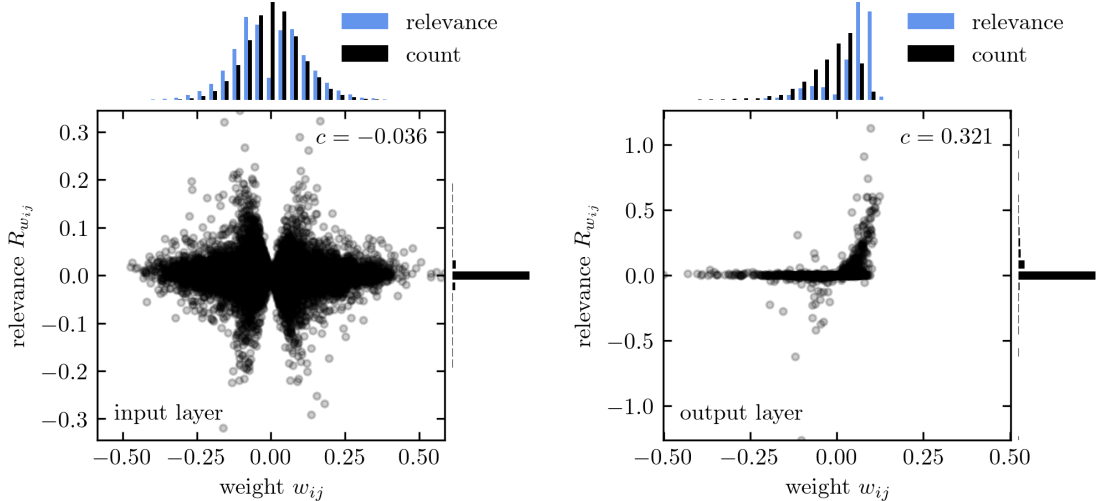 relevance
count
c = −0.036
0.3
0.2
0.1
0.0
−0.1
−0.2
−0.3
relevance R_{w_{ij}}
input layer
−0.50 −0.25 0.00 0.25 0.50
weight w_{ij}
relevance
count
c = 0.321
1.0
0.5
0.0
−0.5
−1.0
relevance R_{w_{ij}}
output layer
−0.50 −0.25 0.00 0.25 0.50
weight w_{ij}